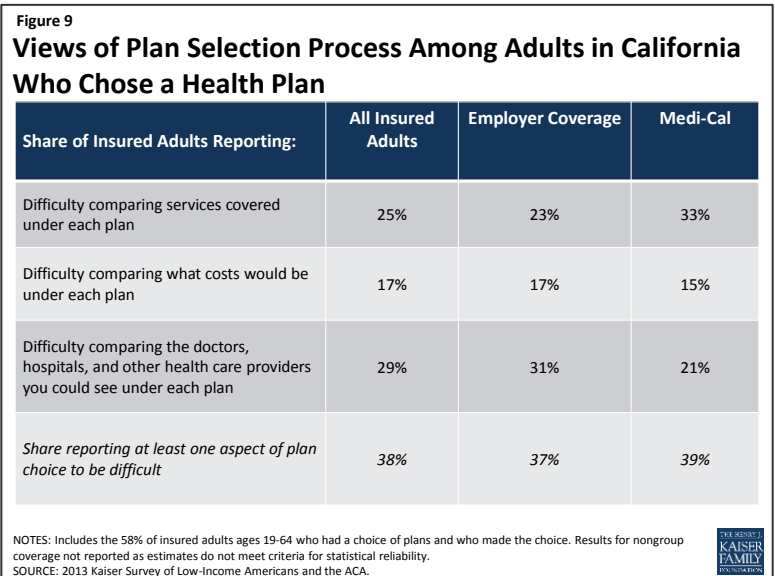 Figure 9
Views of Plan Selection Process Among Adults in California
Who Chose a Health Plan
Share of Insured Adults Reporting:
All Insured
Adults
Employer Coverage
Medi-Cal
Difficulty comparing services covered
under each plan
25%
23%
33%
Difficulty comparing what costs would be
under each plan
17%
17%
15%
Difficulty comparing the doctors,
hospitals, and other health care providers
you could see under each plan
29%
31%
21%
Share reporting at least one aspect of plan
choice to be difficult
38%
37%
39%
NOTES: Includes the 58% of insured adults ages 19-64 who had a choice of plans and who made the choice. Results for nongroup
coverage not reported as estimates do not meet criteria for statistical reliability.
SOURCE: 2013 Kaiser Survey of Low-Income Americans and the ACA.
THE HENRY J.
KAISER
FAMILY
FOUNDATION